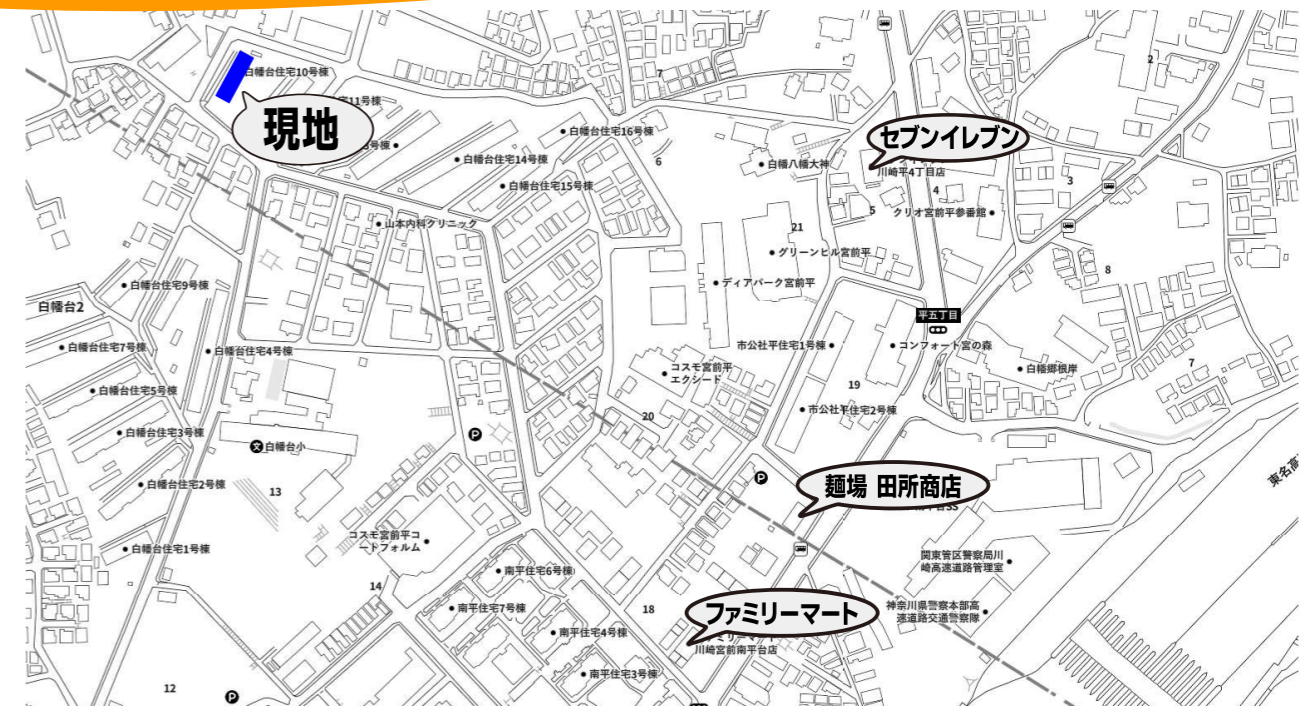 白幡台住宅10号棟
2
7
11号棟
現地
白幡台住宅16号棟
セブンイレブン
号棟
白幡台住宅14号棟
6
白幡八幡大神
川崎平4丁目店
3
白幡台住宅15号棟
4
5
クリオ宮前平参番館
山本内科クリニック
21
グリーンヒル宮前平
8
白幡台住宅9号棟
ディアパーク宮前平
白幡台2
平五丁目
白幡台住宅7号棟
白幡台住宅4号棟
市公社平住宅1号棟
コンフォート宮の森
コスモ宮前平
エクシード
白幡郷根岸
7
白幡台住宅5号棟
19
市公社平住宅2号棟
20
白幡台住宅3号棟
P
文
白幡台小
東名高
P
白幡台住宅2号棟
麺場 田所商店
13
コスモ宮前平コ
ートフォルム
白幡台住宅1号棟
関東管区警察局川
崎高速道路管理室
南平住宅6号棟
14
南平住宅7号棟
18
ファミリーマート
神奈川県警察本部高
速道路交通警察隊
南平住宅4号棟
川崎宮前南平台店
南平住宅3号棟
12
P